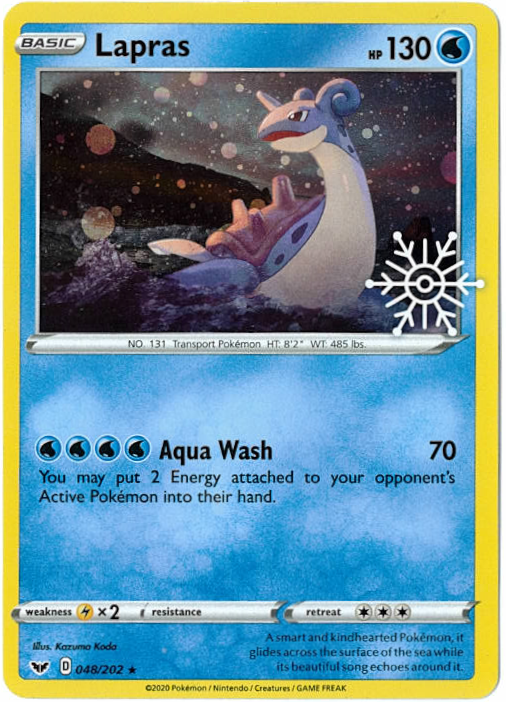 BASIC Lapras HP 130
NO. 131 Transport Pokémon HT: 8'2" WT: 485 lbs.
Aqua Wash 70
You may put 2 Energy attached to your opponent's
Active Pokémon into their hand.
weakness ×2 resistance retreat
Illus. Kazuma Koda
A smart and kindhearted Pokémon, it
glides across the surface of the sea while
its beautiful song echoes around it.
D 048/202 ★
©2020 Pokémon / Nintendo / Creatures / GAME FREAK